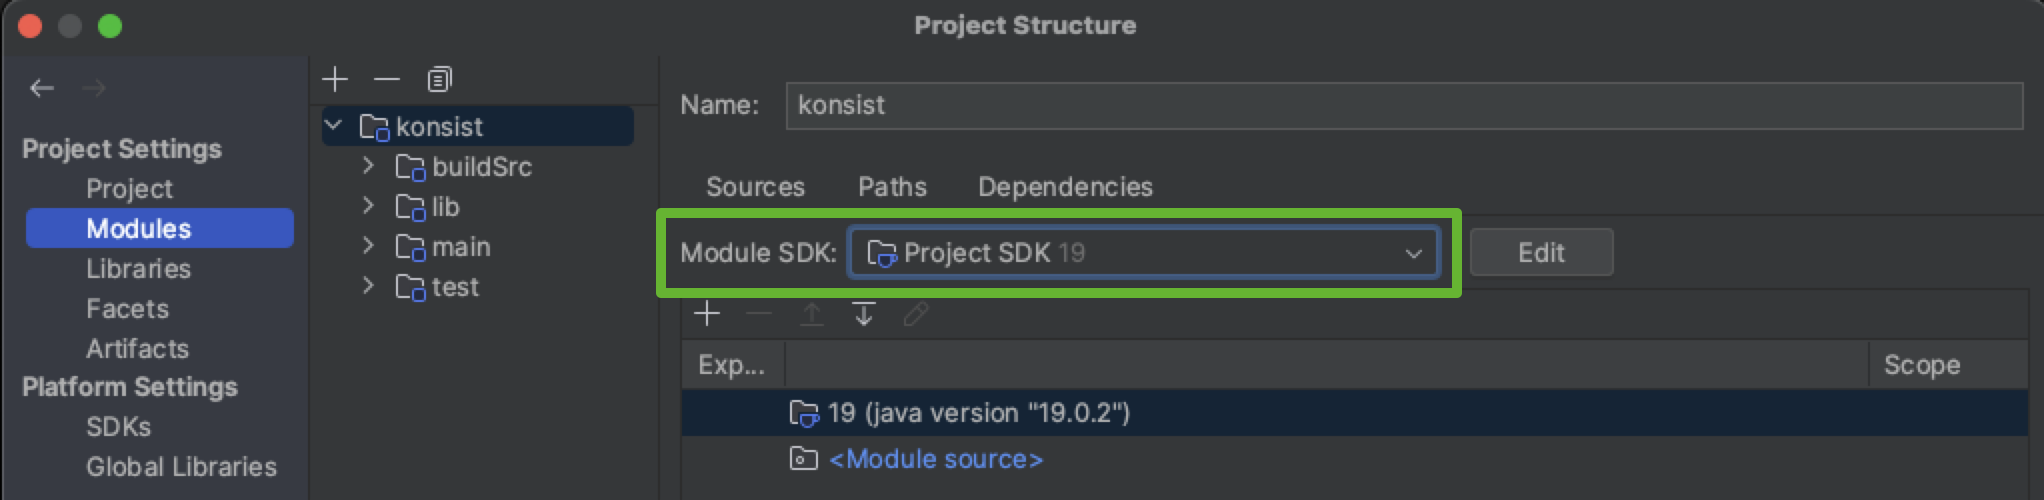 Project Structure
Project Settings
Project
Modules
Libraries
Facets
Artifacts
Platform Settings
SDKs
Global Libraries
konsist
buildSrc
lib
main
test
Name: konsist
Sources Paths Dependencies
Module SDK: Project SDK 19 Edit
Exp... Scope
19 (java version "19.0.2")
<Module source>